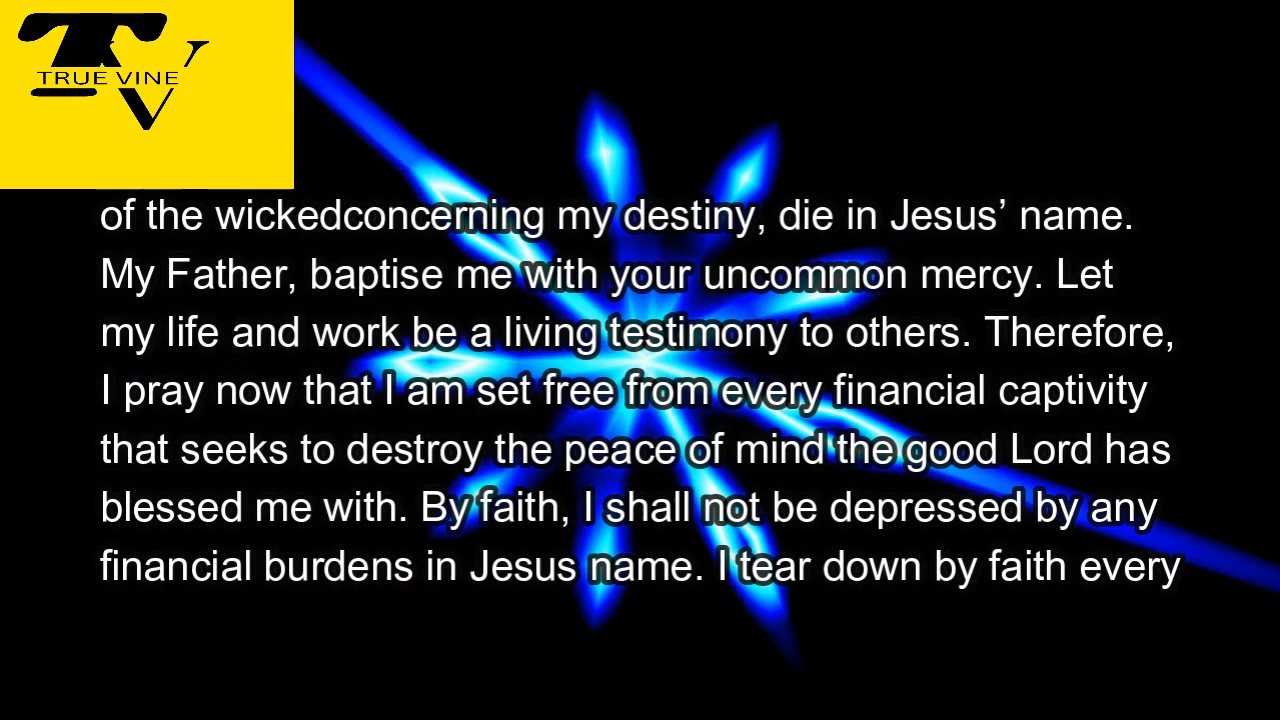 TV
TRUE VINE
of the wickedconcerning my destiny, die in Jesus’ name.
My Father, baptise me with your uncommon mercy. Let
my life and work be a living testimony to others. Therefore,
I pray now that I am set free from every financial captivity
that seeks to destroy the peace of mind the good Lord has
blessed me with. By faith, I shall not be depressed by any
financial burdens in Jesus name. I tear down by faith every